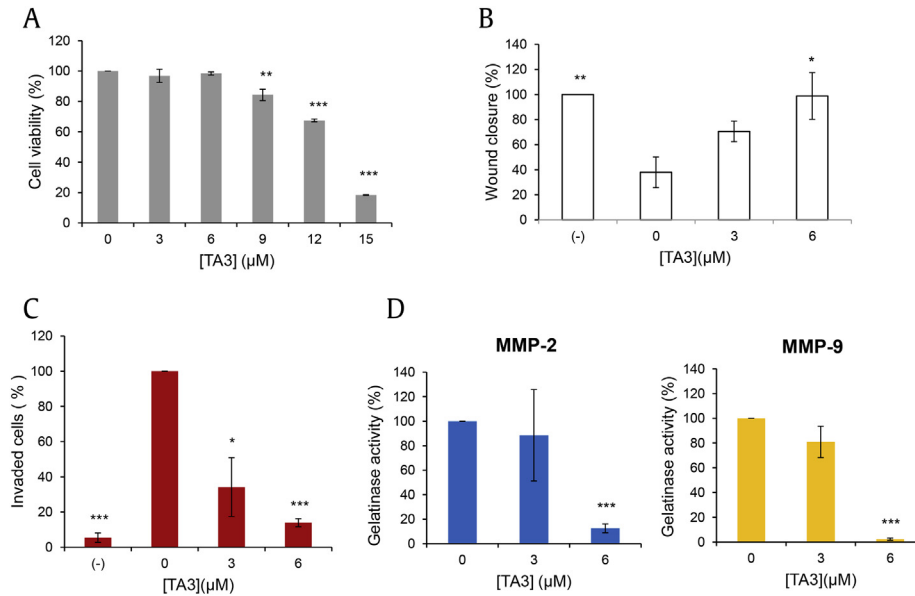 A
Cell viability (%)
120
100
80
60
40
20
0
**
***
***
0 3 6 9 12 15
[TA3] (µM)
B
Wound closure (%)
140
120
100
80
60
40
20
0
**
*
(-) 0 3 6
[TA3](µM)
C
Invaded cells ( % )
120
100
80
60
40
20
0
***
*
***
(-) 0 3 6
[TA3](µM)
D
MMP-2
Gelatinase activity (%)
140
120
100
80
60
40
20
0
***
0 3 6
[TA3](µM)
MMP-9
Gelatinase activity (%)
140
120
100
80
60
40
20
0
***
0 3 6
[TA3](µM)